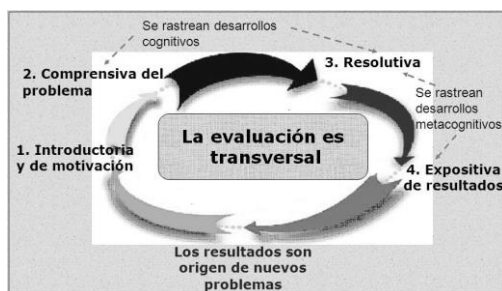 Se rastrean desarrollos
cognitivos
2. Comprensiva del
problema
3. Resolutiva
Se rastrean
desarrollos
metacognitivos
La evaluación es
transversal
1. Introductoria
y de motivación
4. Expositiva
de resultados
Los resultados son
origen de nuevos
problemas